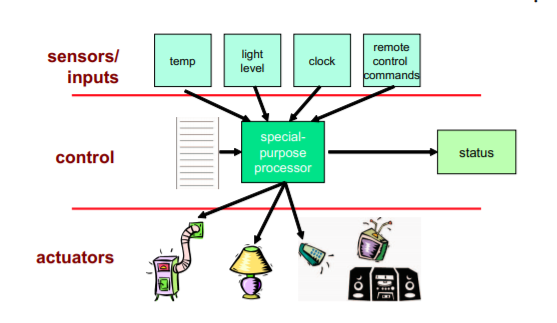 sensors/
inputs
temp
light
level
clock
remote
control
commands
control
special-
purpose
processor
status
actuators